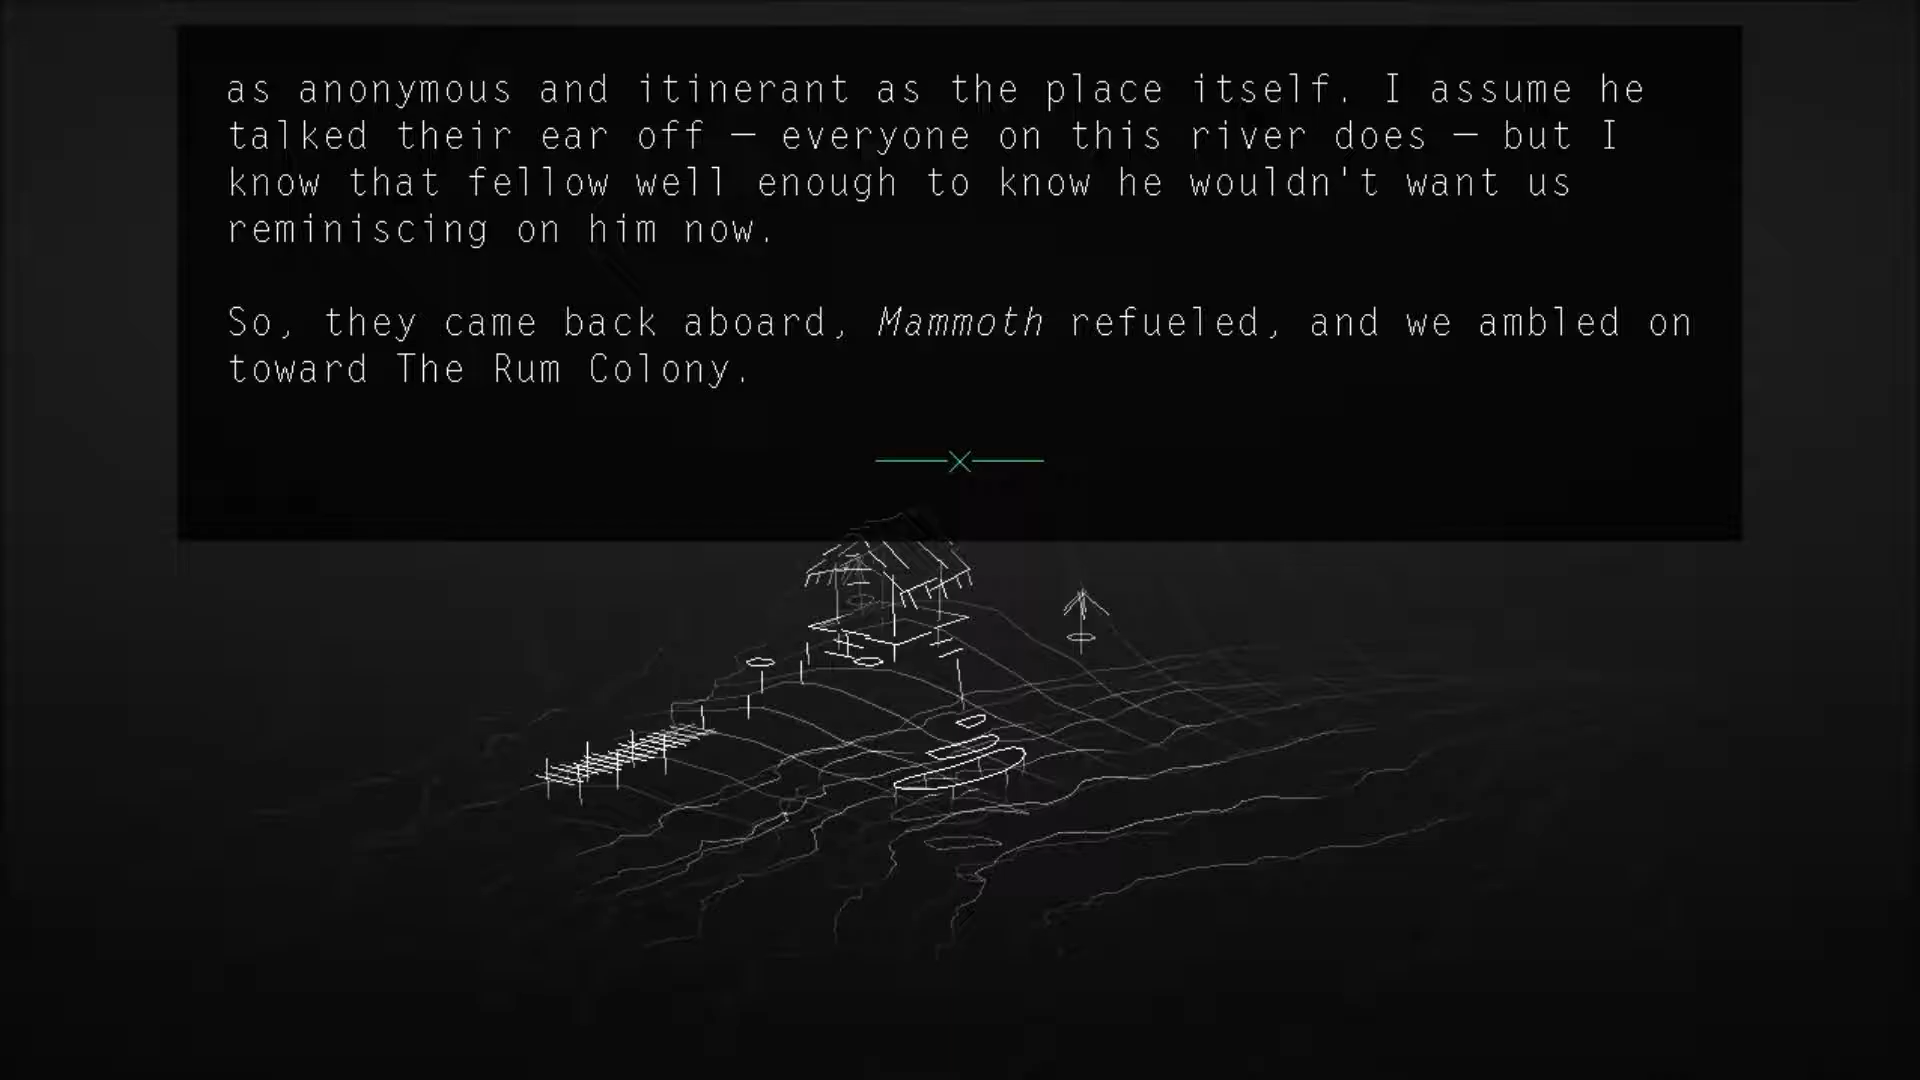 as anonymous and itinerant as the place itself. I assume he
talked their ear off — everyone on this river does — but I
know that fellow well enough to know he wouldn't want us
reminiscing on him now.
So, they came back aboard, Mammoth refueled, and we ambled on
toward The Rum Colony.